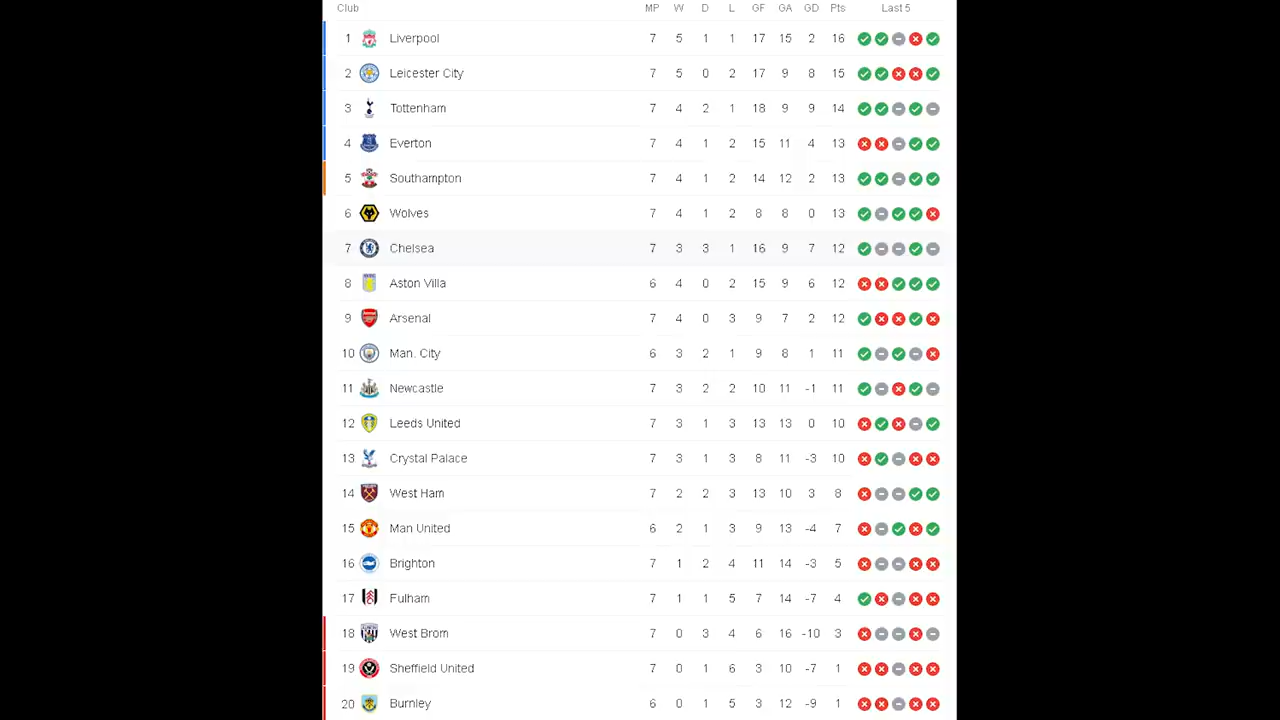 Club MP W D L GF GA GD Pts Last 5
1 Liverpool 7 5 1 1 17 15 2 16
2 Leicester City 7 5 0 2 17 9 8 15
3 Tottenham 7 4 2 1 18 9 9 14
4 Everton 7 4 1 2 15 11 4 13
5 Southampton 7 4 1 2 14 12 2 13
6 Wolves 7 4 1 2 8 8 0 13
7 Chelsea 7 3 3 1 16 9 7 12
8 Aston Villa 6 4 0 2 15 9 6 12
9 Arsenal 7 4 0 3 9 7 2 12
10 Man. City 6 3 2 1 9 8 1 11
11 Newcastle 7 3 2 2 10 11 -1 11
12 Leeds United 7 3 1 3 13 13 0 10
13 Crystal Palace 7 3 1 3 8 11 -3 10
14 West Ham 7 2 2 3 13 10 3 8
15 Man United 6 2 1 3 9 13 -4 7
16 Brighton 7 1 2 4 11 14 -3 5
17 Fulham 7 1 1 5 7 14 -7 4
18 West Brom 7 0 3 4 6 16 -10 3
19 Sheffield United 7 0 1 6 3 10 -7 1
20 Burnley 6 0 1 5 3 12 -9 1